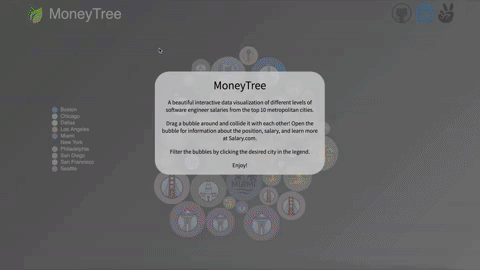 MoneyTree
MoneyTree
A beautiful interactive data visualization of different levels of
software engineer salaries from the top 10 metropolitan cities.
Drag a bubble around and collide it with each other! Open the
bubble for information about the position, salary, and learn more
at Salary.com.
Filter the bubbles by clicking the desired city in the legend.
Enjoy!
Boston
Chicago
Dallas
Los Angeles
Miami
New York
Philadelphia
San Diego
San Francisco
Seattle